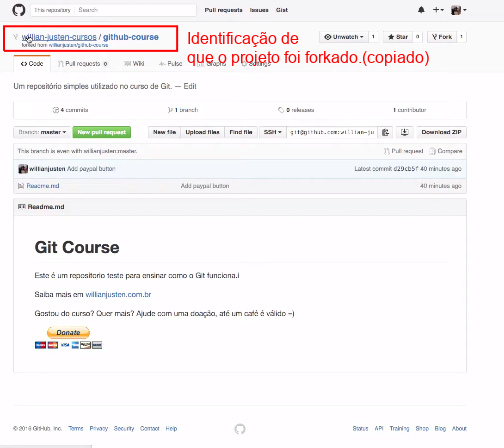 This repository Search Pull requests Issues Gist
willian-justen-cursos / github-course
forked from willianjusten/github-course
Unwatch 1 Star 0 Fork 1
Identificação de
que o projeto foi forkado.(copiado)
Code Pull requests 0 Wiki Pulse Graphs Settings
Um repositório simples utilizado no curso de Git. — Edit
4 commits 1 branch 0 releases 1 contributor
Branch: master New pull request New file Upload files Find file SSH git@github.com:willian-ju Download ZIP
This branch is even with willianjusten:master. Pull request Compare
willianjusten Add paypal button Latest commit d29cb5f 40 minutes ago
Readme.md Add paypal button 40 minutes ago
Readme.md
Git Course
Este é um repositorio teste para ensinar como o Git funciona.i
Saiba mais em willianjusten.com.br
Gostou do curso? Quer mais? Ajude com uma doação, até um café é válido =)
Donate
© 2016 GitHub, Inc. Terms Privacy Security Contact Help Status API Training Shop Blog About